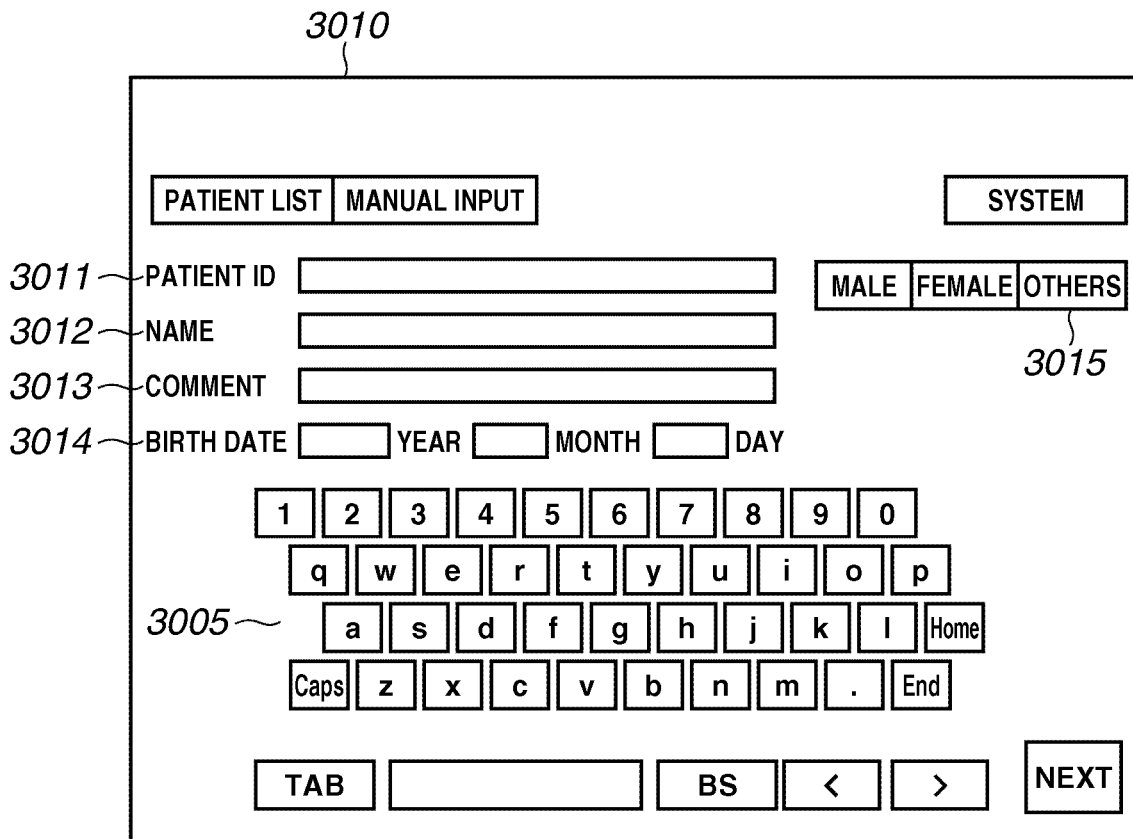 3010
PATIENT LIST MANUAL INPUT SYSTEM
3011 PATIENT ID MALE FEMALE OTHERS
3012 NAME 3015
3013 COMMENT
3014 BIRTH DATE YEAR MONTH DAY
1 2 3 4 5 6 7 8 9 0
q w e r t y u i o p
3005 a s d f g h j k l Home
Caps z x c v b n m . End
TAB BS < > NEXT